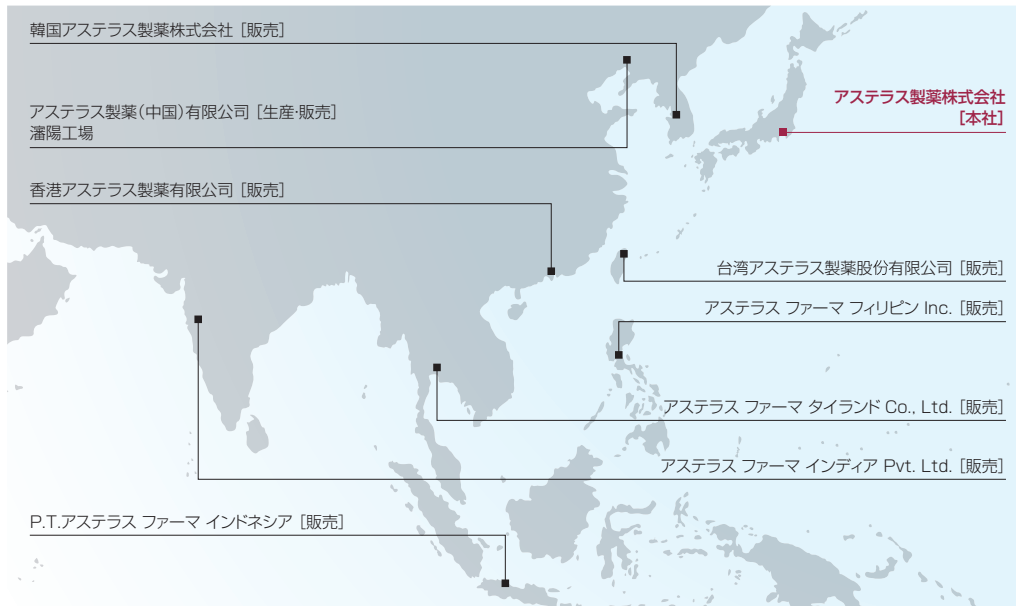 韓国アステラス製薬株式会社 [販売]
アステラス製薬(中国)有限公司 [生産・販売]
瀋陽工場
アステラス製薬株式会社
[本社]
香港アステラス製薬有限公司 [販売]
台湾アステラス製薬股份有限公司 [販売]
アステラス ファーマ フィリピン Inc. [販売]
アステラス ファーマ タイランド Co., Ltd. [販売]
アステラス ファーマ インディア Pvt. Ltd. [販売]
P.T.アステラス ファーマ インドネシア [販売]